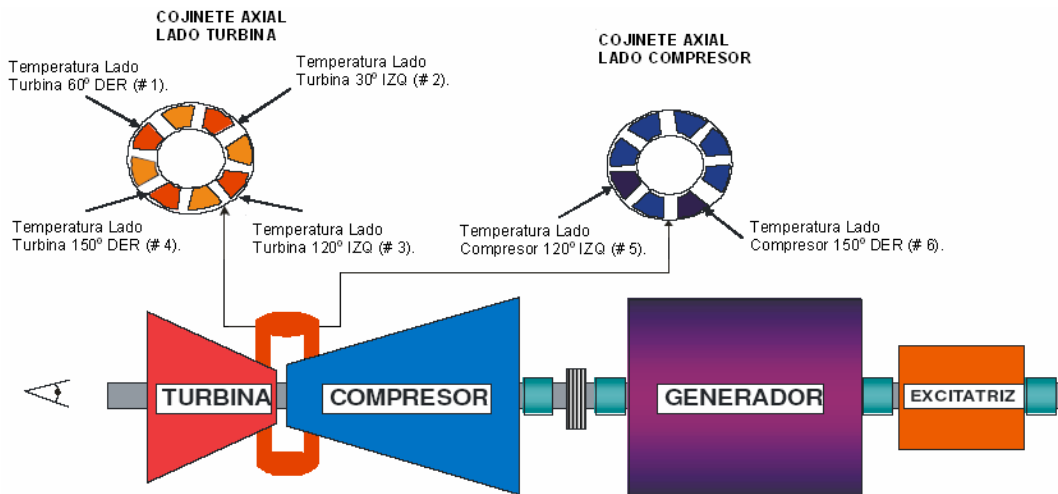 COJINETE AXIAL
LADO TURBINA
COJINETE AXIAL
LADO COMPRESOR
Temperatura Lado
Turbina 60º DER (# 1).
Temperatura Lado
Turbina 30º IZQ (# 2).
Temperatura Lado
Turbina 150º DER (# 4).
Temperatura Lado
Turbina 120º IZQ (# 3).
Temperatura Lado
Compresor 120º IZQ (# 5).
Temperatura Lado
Compresor 150º DER (# 6).
TURBINA
COMPRESOR
GENERADOR
EXCITATRIZ